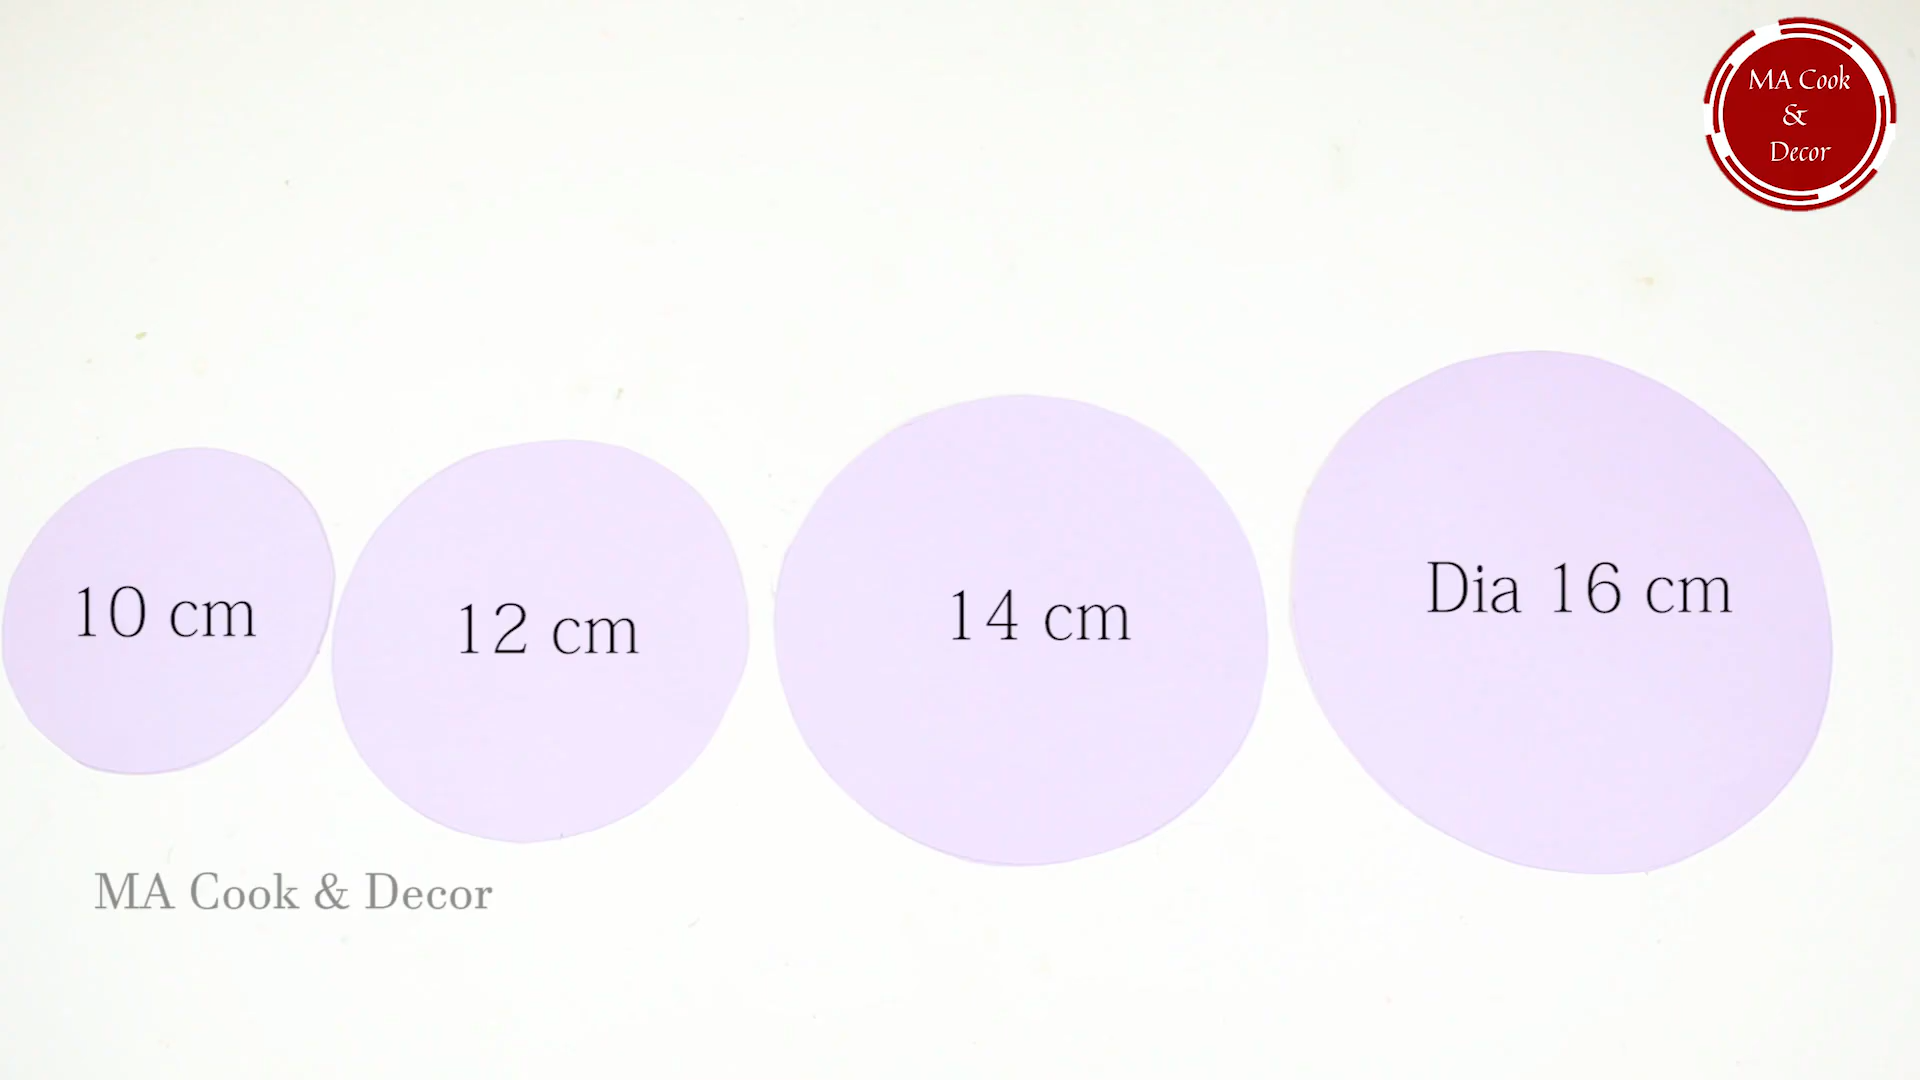 MA Cook
&
Decor
10 cm
12 cm
14 cm
Dia 16 cm
MA Cook & Decor